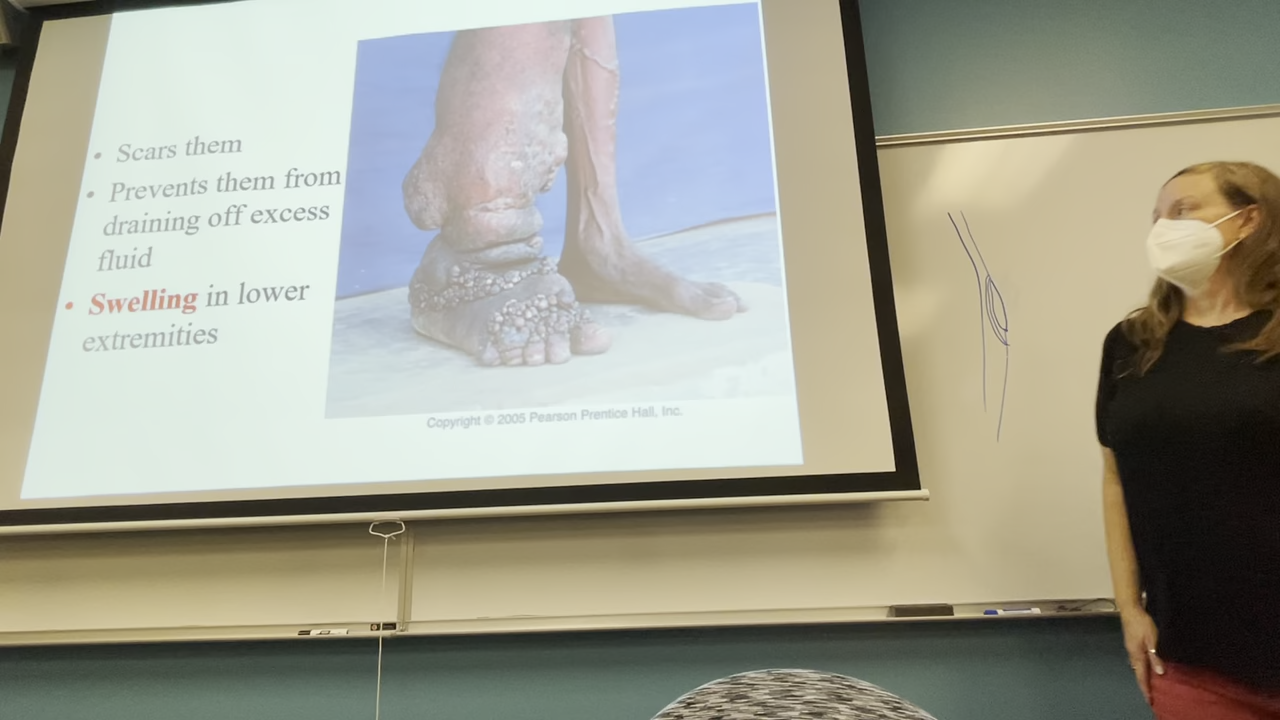 • Scars them
• Prevents them from
draining off excess
fluid
• Swelling in lower
extremities
Copyright © 2005 Pearson Prentice Hall, Inc.